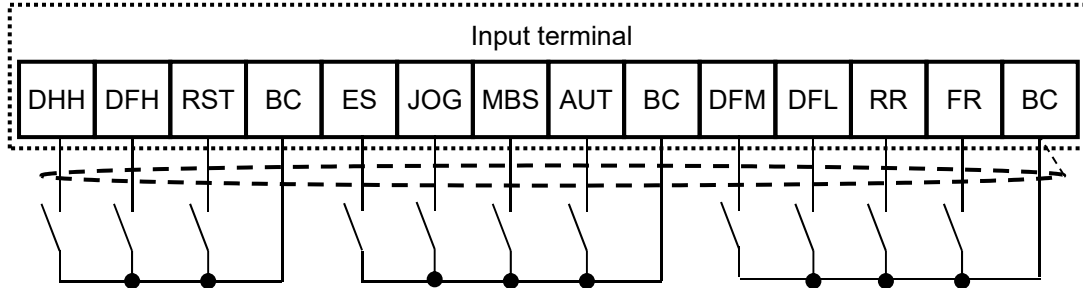 Input terminal
DHH DFH RST BC ES JOG MBS AUT BC DFM DFL RR FR BC